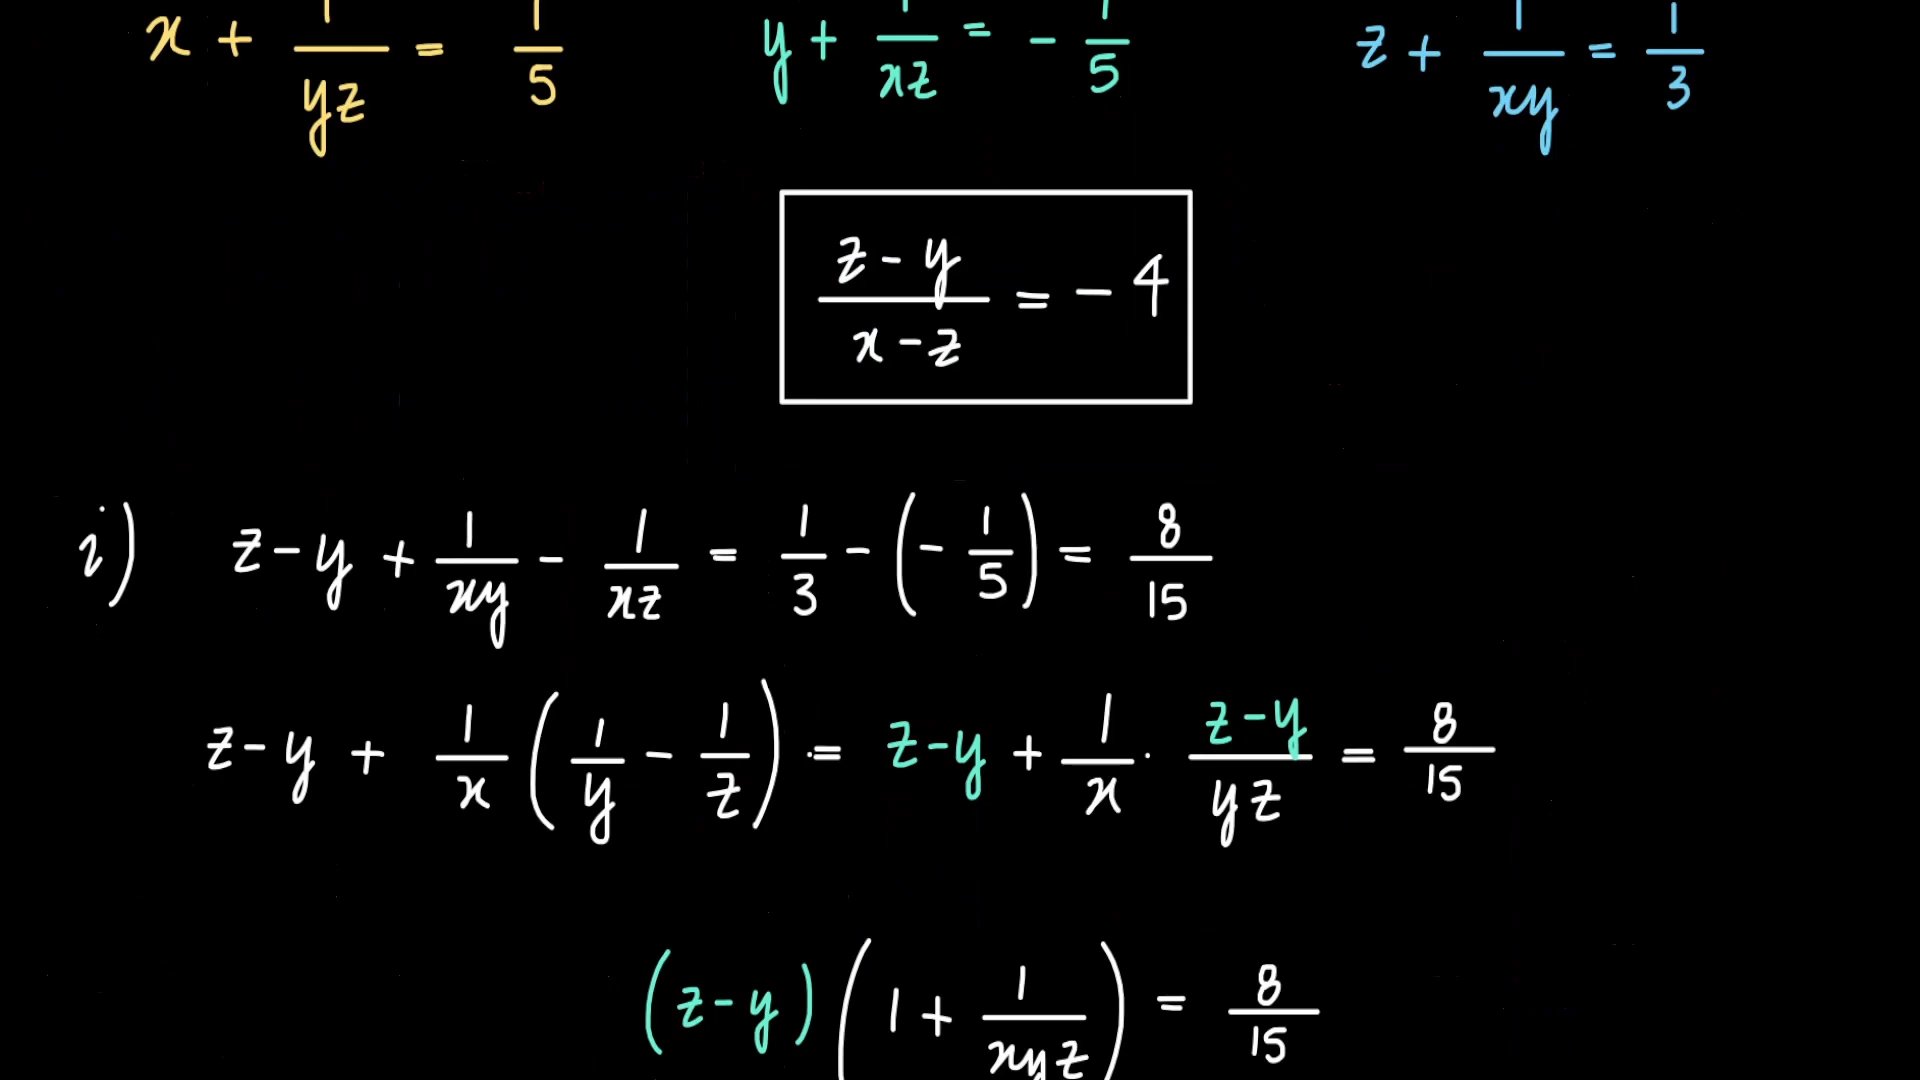 x + 1/yz = 1/5    y + 1/xz = - 1/5    z + 1/xy = 1/3
(z - y)/(x - z) = - 4
i) z - y + 1/xy - 1/xz = 1/3 - (- 1/5) = 8/15
z - y + 1/x (1/y - 1/z) = z - y + 1/x · (z - y)/yz = 8/15
(z - y) (1 + 1/xyz) = 8/15